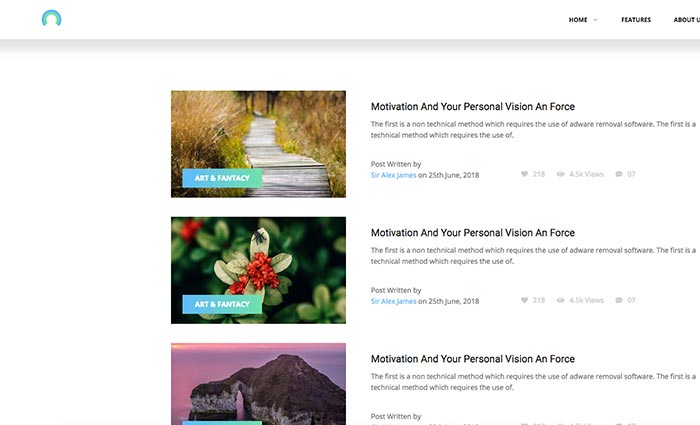 HOME
FEATURES
ABOUT U
Motivation And Your Personal Vision An Force
The first is a non technical method which requires the use of adware removal software. The first is a
technical method which requires the use of.
ART & FANTACY
Post Written by
Sir Alex James on 25th June, 2018
218
4.5k Views
07
Motivation And Your Personal Vision An Force
The first is a non technical method which requires the use of adware removal software. The first is a
technical method which requires the use of.
ART & FANTACY
Post Written by
Sir Alex James on 25th June, 2018
218
4.5k Views
07
Motivation And Your Personal Vision An Force
The first is a non technical method which requires the use of adware removal software. The first is a
technical method which requires the use of.
Post Written by